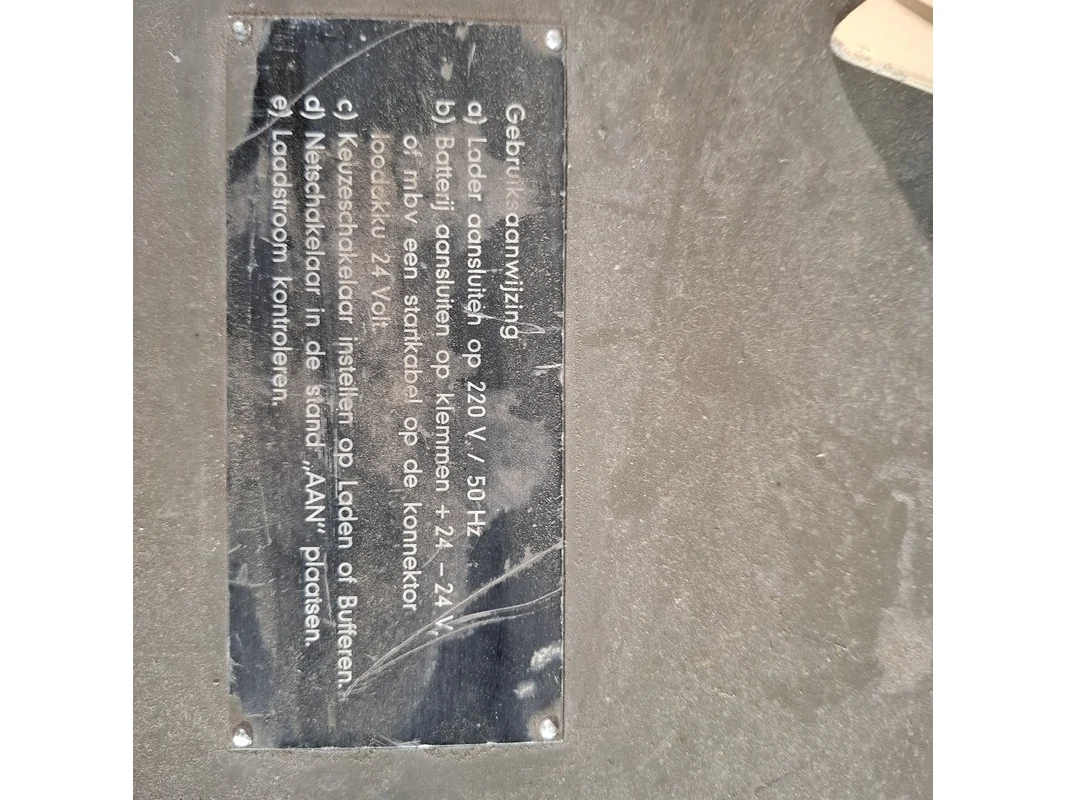 Gebruiksaanwijzing
a) Lader aansluiten op 220 V. / 50 Hz
b) Batterij aansluiten op klemmen + 24 – 24 V,
of mbv een startkabel op de konnektor
laadakku 24 Volt.
c) Keuzeschakelaar instellen op Laden of Bufferen.
d) Netschakelaar in de stand „AAN” plaatsen.
e) Laadstroom kontroleren.